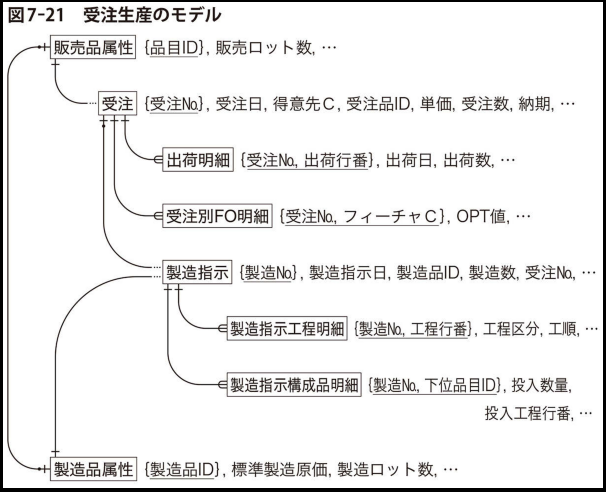 図7-21 受注生産のモデル
販売品属性 {品目ID}, 販売ロット数, …
受注 {受注№}, 受注日, 得意先C, 受注品ID, 単価, 受注数, 納期, …
出荷明細 {受注№, 出荷行番}, 出荷日, 出荷数, …
受注別FO明細 {受注№, フィーチャC}, OPT値, …
製造指示 {製造№}, 製造指示日, 製造品ID, 製造数, 受注№, …
製造指示工程明細 {製造№, 工程行番}, 工程区分, 工順, …
製造指示構成品明細 {製造№, 下位品目ID}, 投入数量,
投入工程行番, …
製造品属性 {製造品ID}, 標準製造原価, 製造ロット数, …